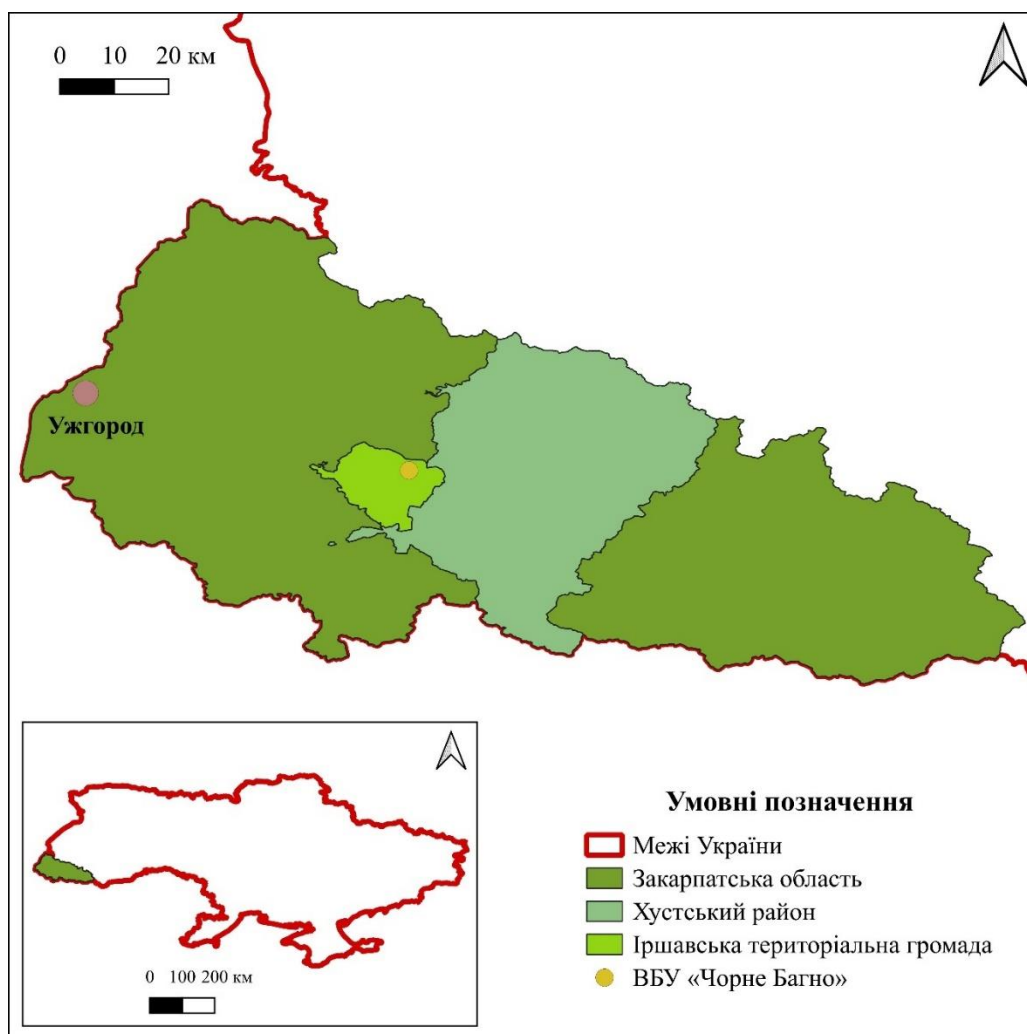 0 10 20 км
Ужгород
0 100 200 км
Умовні позначення
Межі України
Закарпатська область
Хустський район
Іршавська територіальна громада
ВБУ «Чорне Багно»